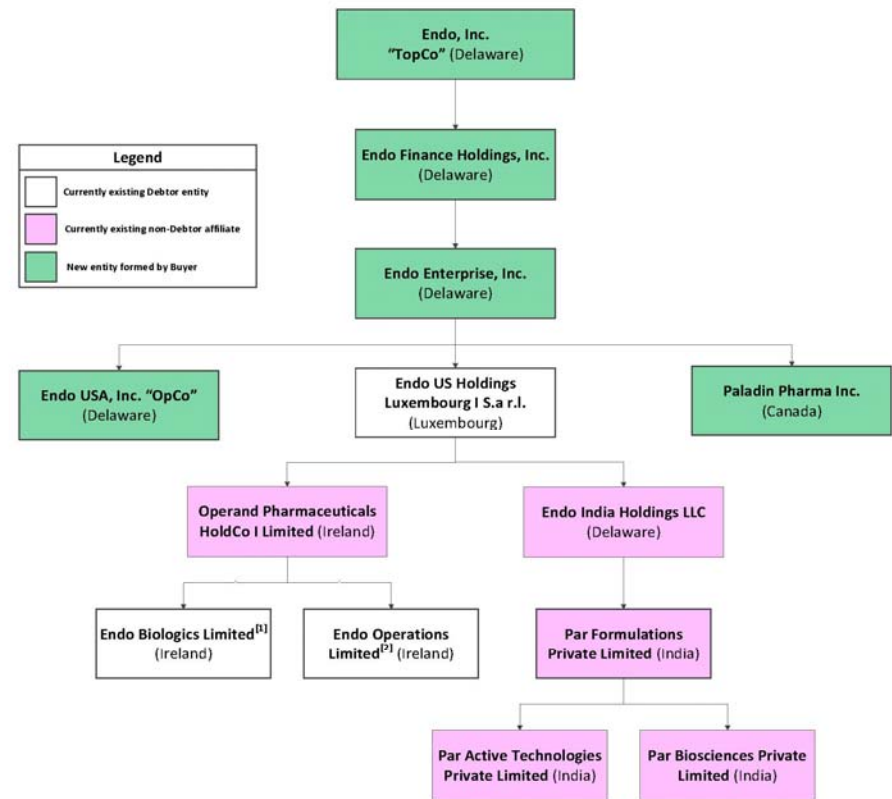 Endo, Inc.
“TopCo” (Delaware)
Endo Finance Holdings, Inc.
(Delaware)
Legend
Currently existing Debtor entity
Currently existing non-Debtor affiliate
New entity formed by Buyer
Endo Enterprise, Inc.
(Delaware)
Endo USA, Inc. “OpCo”
(Delaware)
Endo US Holdings
Luxembourg I S.a r.l.
(Luxembourg)
Paladin Pharma Inc.
(Canada)
Operand Pharmaceuticals
HoldCo I Limited (Ireland)
Endo India Holdings LLC
(Delaware)
Endo Biologics Limited[1]
(Ireland)
Endo Operations
Limited[2] (Ireland)
Par Formulations
Private Limited (India)
Par Active Technologies
Private Limited (India)
Par Biosciences Private
Limited (India)